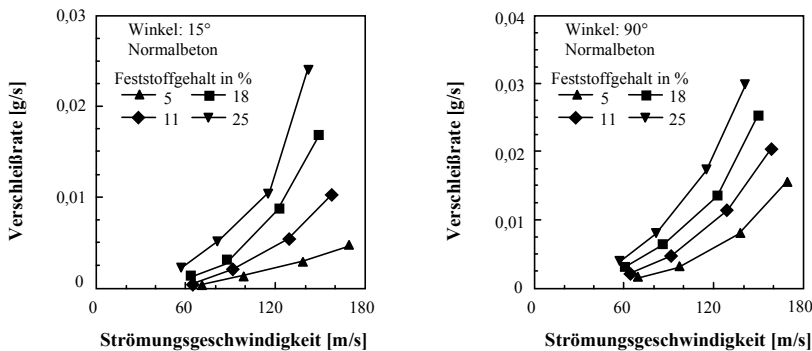 0,03
Winkel: 15°
Normalbeton
Feststoffgehalt in %
5
18
11
25
0,02
0,01
0,00
0
60
120
180
Verschleißrate [g/s]
Strömungsgeschwindigkeit [m/s]
0,04
Winkel: 90°
Normalbeton
Feststoffgehalt in %
5
18
11
25
0,03
0,02
0,01
0,00
0
60
120
180
Verschleißrate [g/s]
Strömungsgeschwindigkeit [m/s]